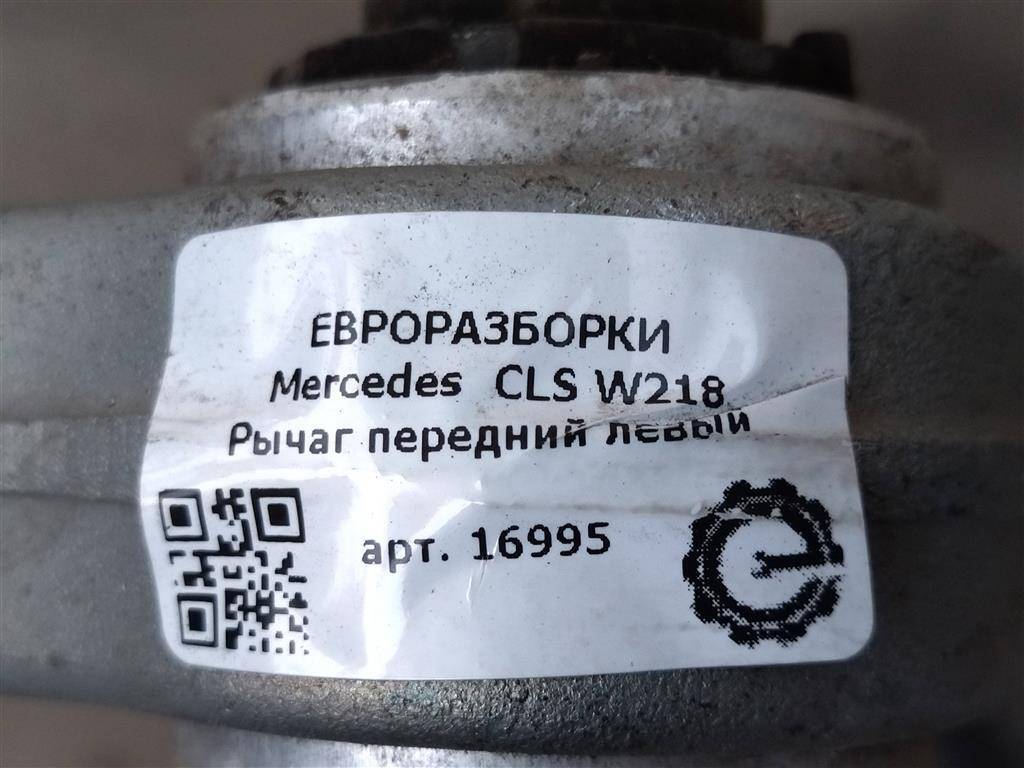 ЕВРОРАЗБОРКИ
Mercedes CLS W218
Рычаг передний левый
арт. 16995